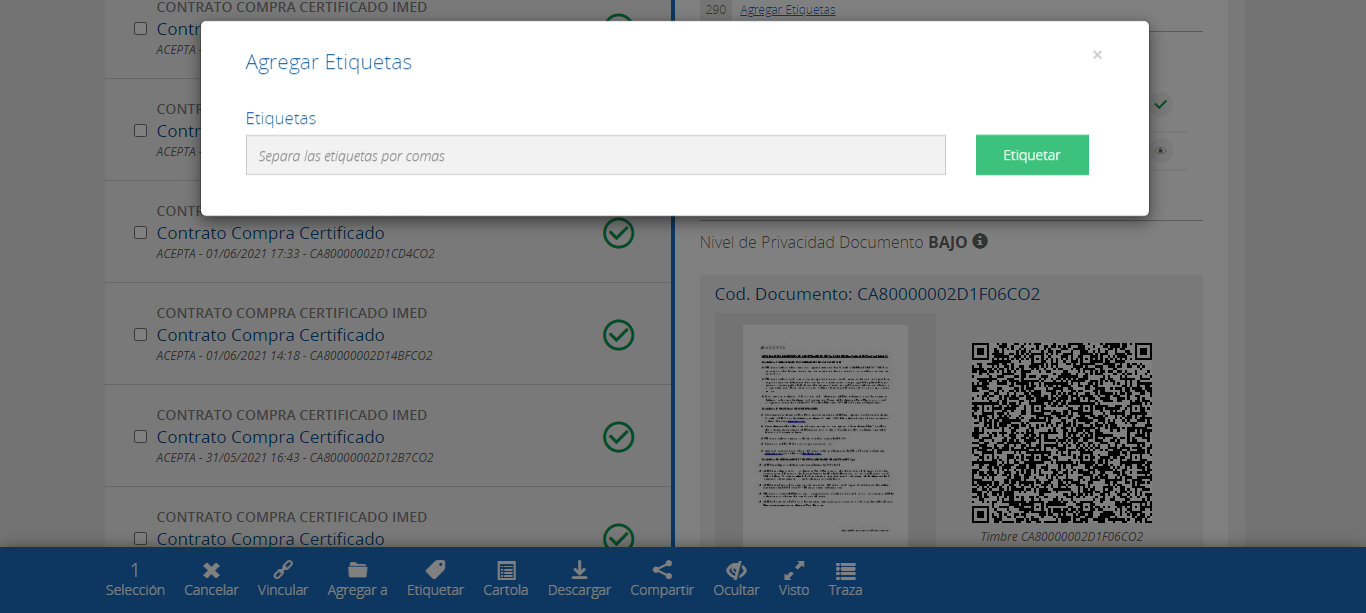 CONTRATO COMPRA CERTIFICADO IMED
Contr
ACEPTA -
290 Agregar Etiquetas
Agregar Etiquetas
×
Etiquetas
Separa las etiquetas por comas
Etiquetar
CONTR
Contr
ACEPTA -
CONTR
Contrato Compra Certificado
ACEPTA - 01/06/2021 17:33 - CA80000002D1CD4CO2
CONTRATO COMPRA CERTIFICADO IMED
Contrato Compra Certificado
ACEPTA - 01/06/2021 14:18 - CA80000002D14BFCO2
CONTRATO COMPRA CERTIFICADO IMED
Contrato Compra Certificado
ACEPTA - 31/05/2021 16:43 - CA80000002D12B7CO2
CONTRATO COMPRA CERTIFICADO IMED
Contrato Compra Certificado
Nivel de Privacidad Documento BAJO
Cod. Documento: CA80000002D1F06CO2
Timbre CA80000002D1F06CO2
1
Selección Cancelar Vincular Agregar a Etiquetar Cartola Descargar Compartir Ocultar Visto Traza